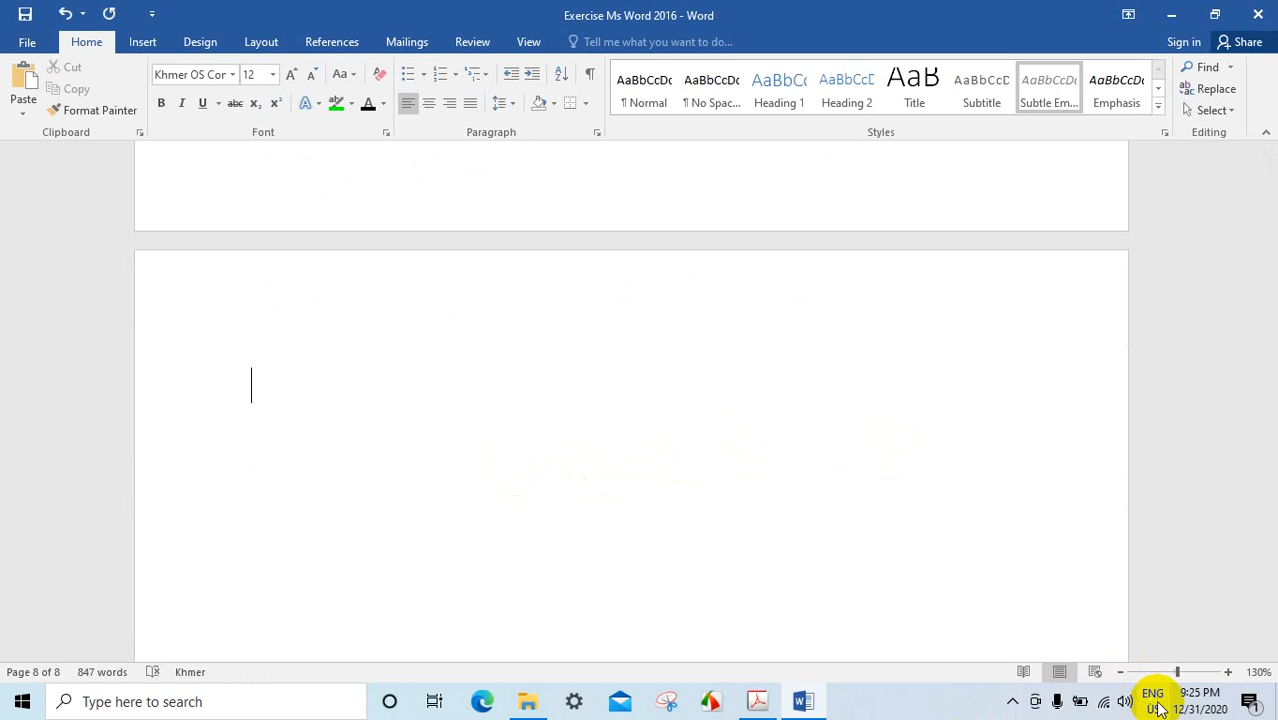 Exercise Ms Word 2016 - Word
File Home Insert Design Layout References Mailings Review View Tell me what you want to do... Sign in Share
Paste
Cut
Copy
Format Painter
Clipboard
Khmer OS Cor 12
Font
Paragraph
AaBbCcDc AaBbCcDc AaBbCc AaBbCcD AaB AaBbCcD AaBbCcDc AaBbCcDc
¶ Normal ¶ No Spac... Heading Heading 2 Title Subtitle Subtle Em... Emphasis
Styles
Find
Replace
Select
Editing
Page 8 of 8 847 words Khmer 130%
Type here to search
ENG
US
9:25 PM
12/31/2020
1